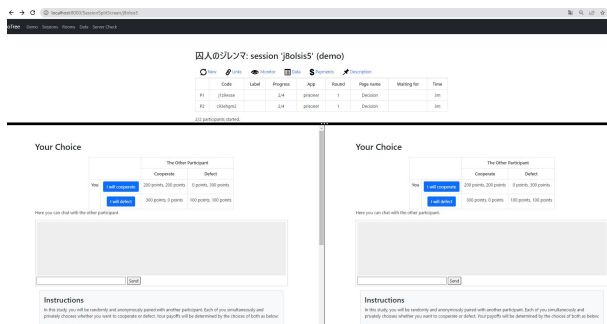 localhost:8000/SessionSplitScreen/j8olsis5
oTree Demo Sessions Rooms Data Server Check
囚人のジレンマ: session 'j8olsis5' (demo)
New Links Monitor Data Payments Description
Code Label Progress App Round Page name Waiting for Time
P1 2/4 prisoner 1 Decision 3m
P2 2/4 prisoner 1 Decision 3m
2/2 participants started.
Your Choice
The Other Participant
Cooperate Defect
You I will cooperate 200 points, 200 points 0 points, 300 points
I will defect 300 points, 0 points 100 points, 100 points
Here you can chat with the other participant.
Send
Instructions
In this study, you will be randomly and anonymously paired with another participant. Each of you simultaneously and
privately chooses whether you want to cooperate or defect. Your payoffs will be determined by the choices of both as below:
Your Choice
The Other Participant
Cooperate Defect
You I will cooperate 200 points, 200 points 0 points, 300 points
I will defect 300 points, 0 points 100 points, 100 points
Here you can chat with the other participant.
Send
Instructions
In this study, you will be randomly and anonymously paired with another participant. Each of you simultaneously and
privately chooses whether you want to cooperate or defect. Your payoffs will be determined by the choices of both as below: